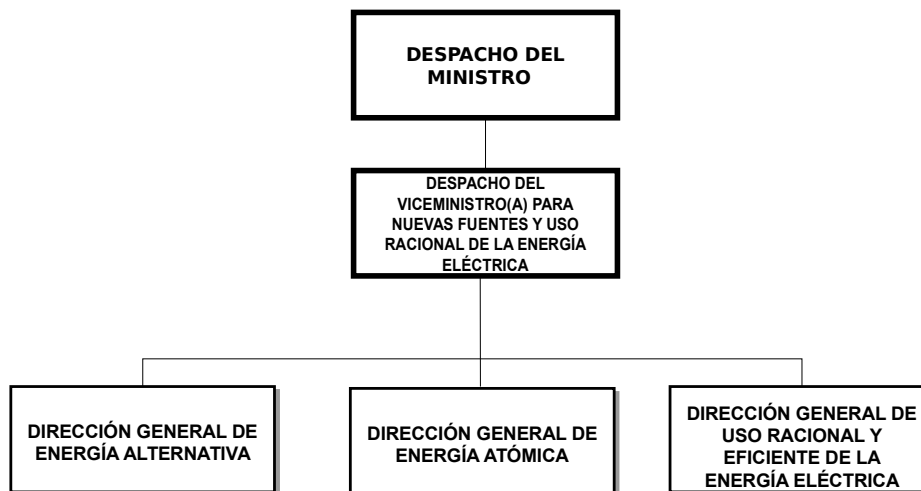 DESPACHO DEL
MINISTRO
DESPACHO DEL
VICEMINISTRO(A) PARA
NUEVAS FUENTES Y USO
RACIONAL DE LA ENERGÍA
ELÉCTRICA
DIRECCIÓN GENERAL DE
ENERGÍA ALTERNATIVA
DIRECCIÓN GENERAL DE
ENERGÍA ATÓMICA
DIRECCIÓN GENERAL DE
USO RACIONAL Y
EFICIENTE DE LA
ENERGÍA ELÉCTRICA